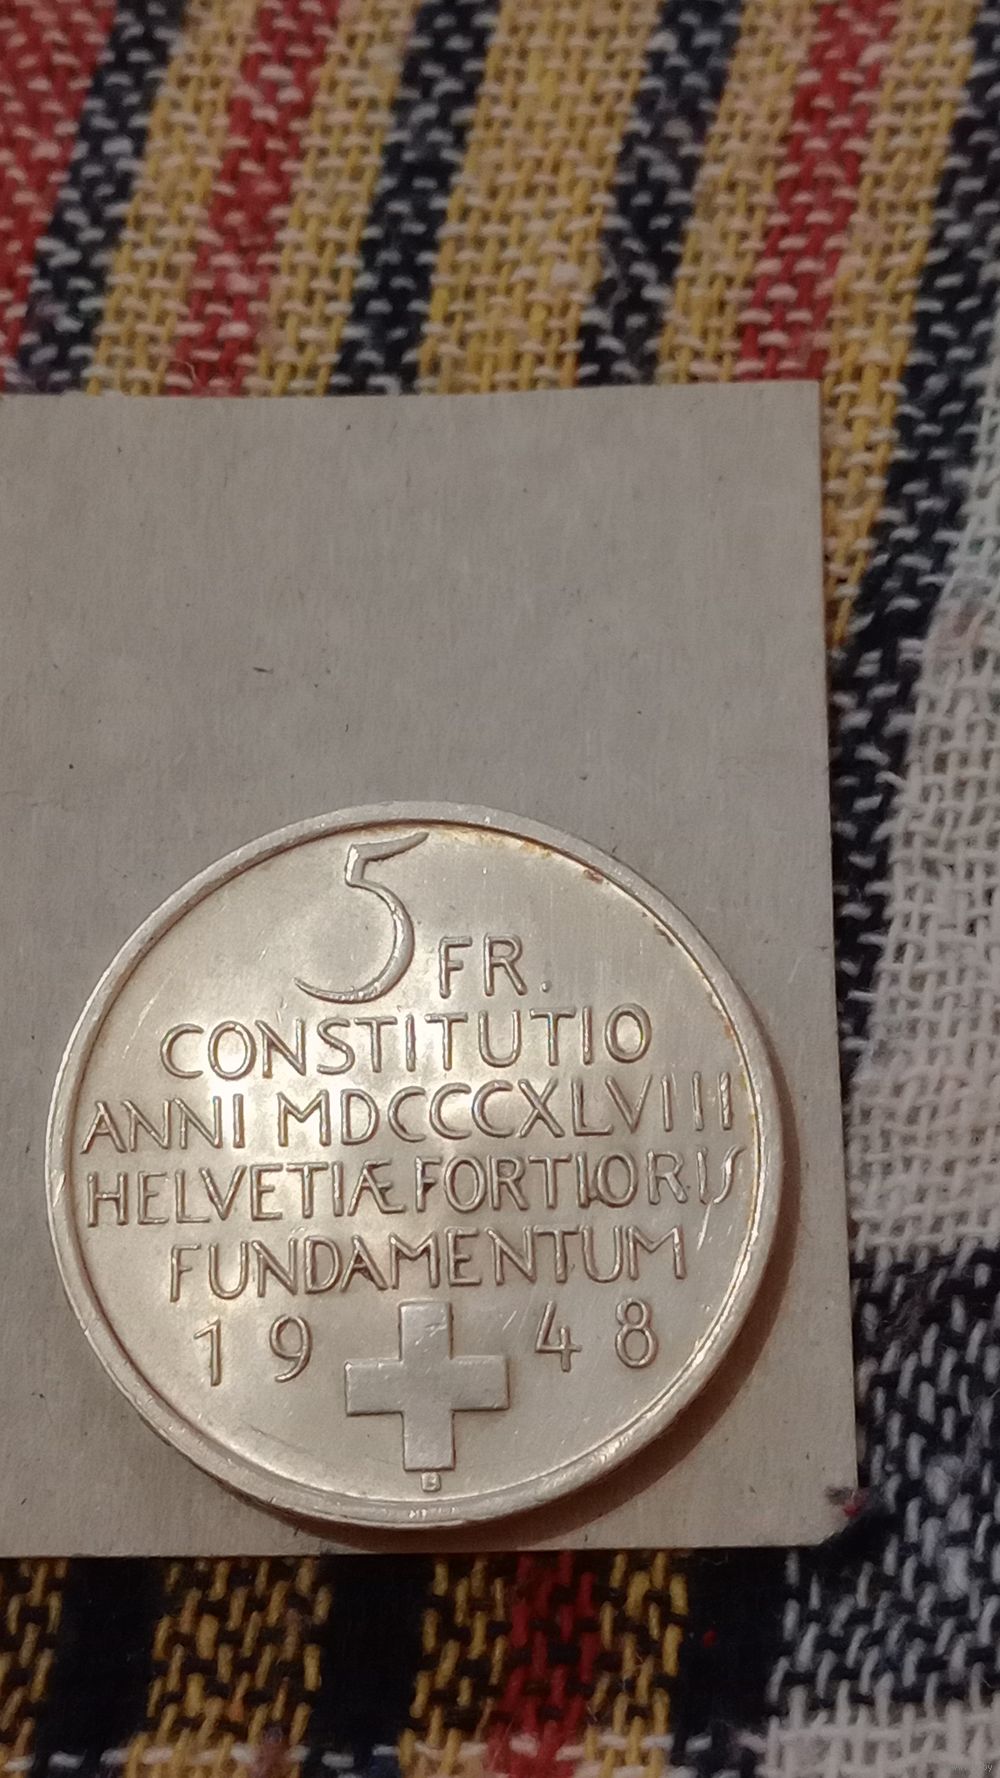 5 FR.
CONSTITUTIO
ANNI MDCCCXLVIII
HELVETIÆ FORTIORIS
FUNDAMENTUM
19 48
B